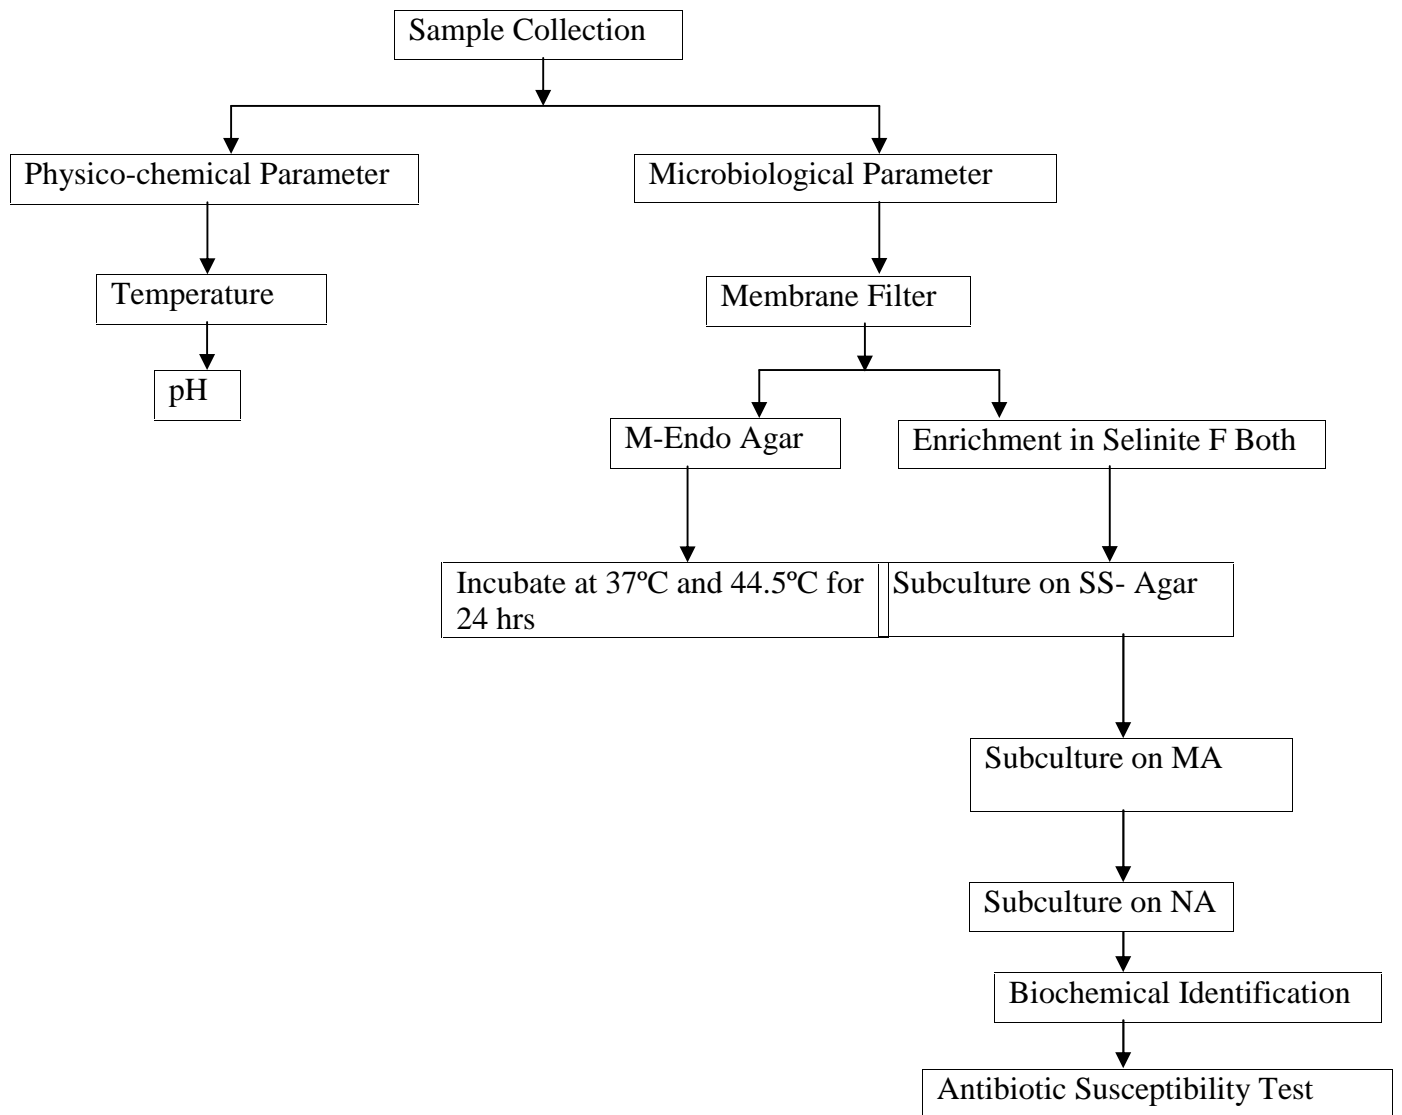 Sample Collection
Physico-chemical Parameter
Microbiological Parameter
Temperature
Membrane Filter
pH
M-Endo Agar
Enrichment in Selinite F Both
Incubate at 37ºC and 44.5ºC for
24 hrs
Subculture on SS- Agar
Subculture on MA
Subculture on NA
Biochemical Identification
Antibiotic Susceptibility Test